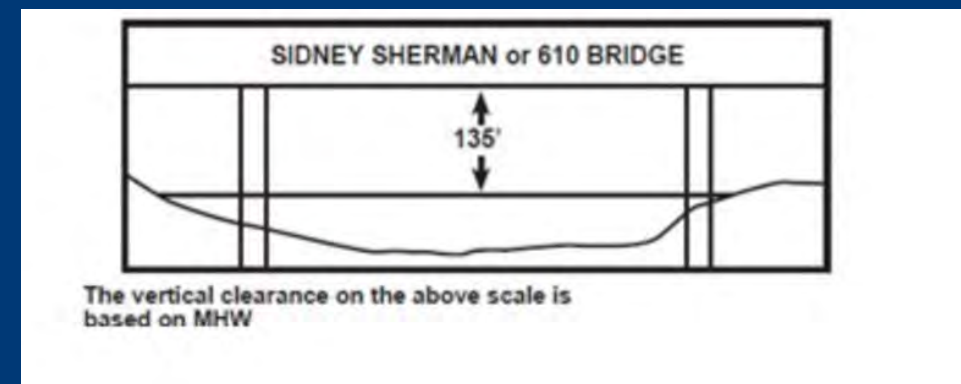 SIDNEY SHERMAN or 610 BRIDGE
135'
The vertical clearance on the above scale is
based on MHW